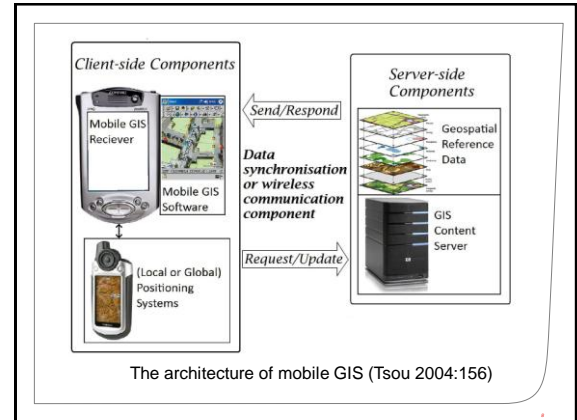 Client-side Components
Mobile GIS
Reciever
Mobile GIS
Software
(Local or Global)
Positioning
Systems
Send/Respond
Data
synchronisation
or wireless
communication
component
Request/Update
Server-side
Components
Geospatial
Reference
Data
GIS
Content
Server
The architecture of mobile GIS (Tsou 2004:156)